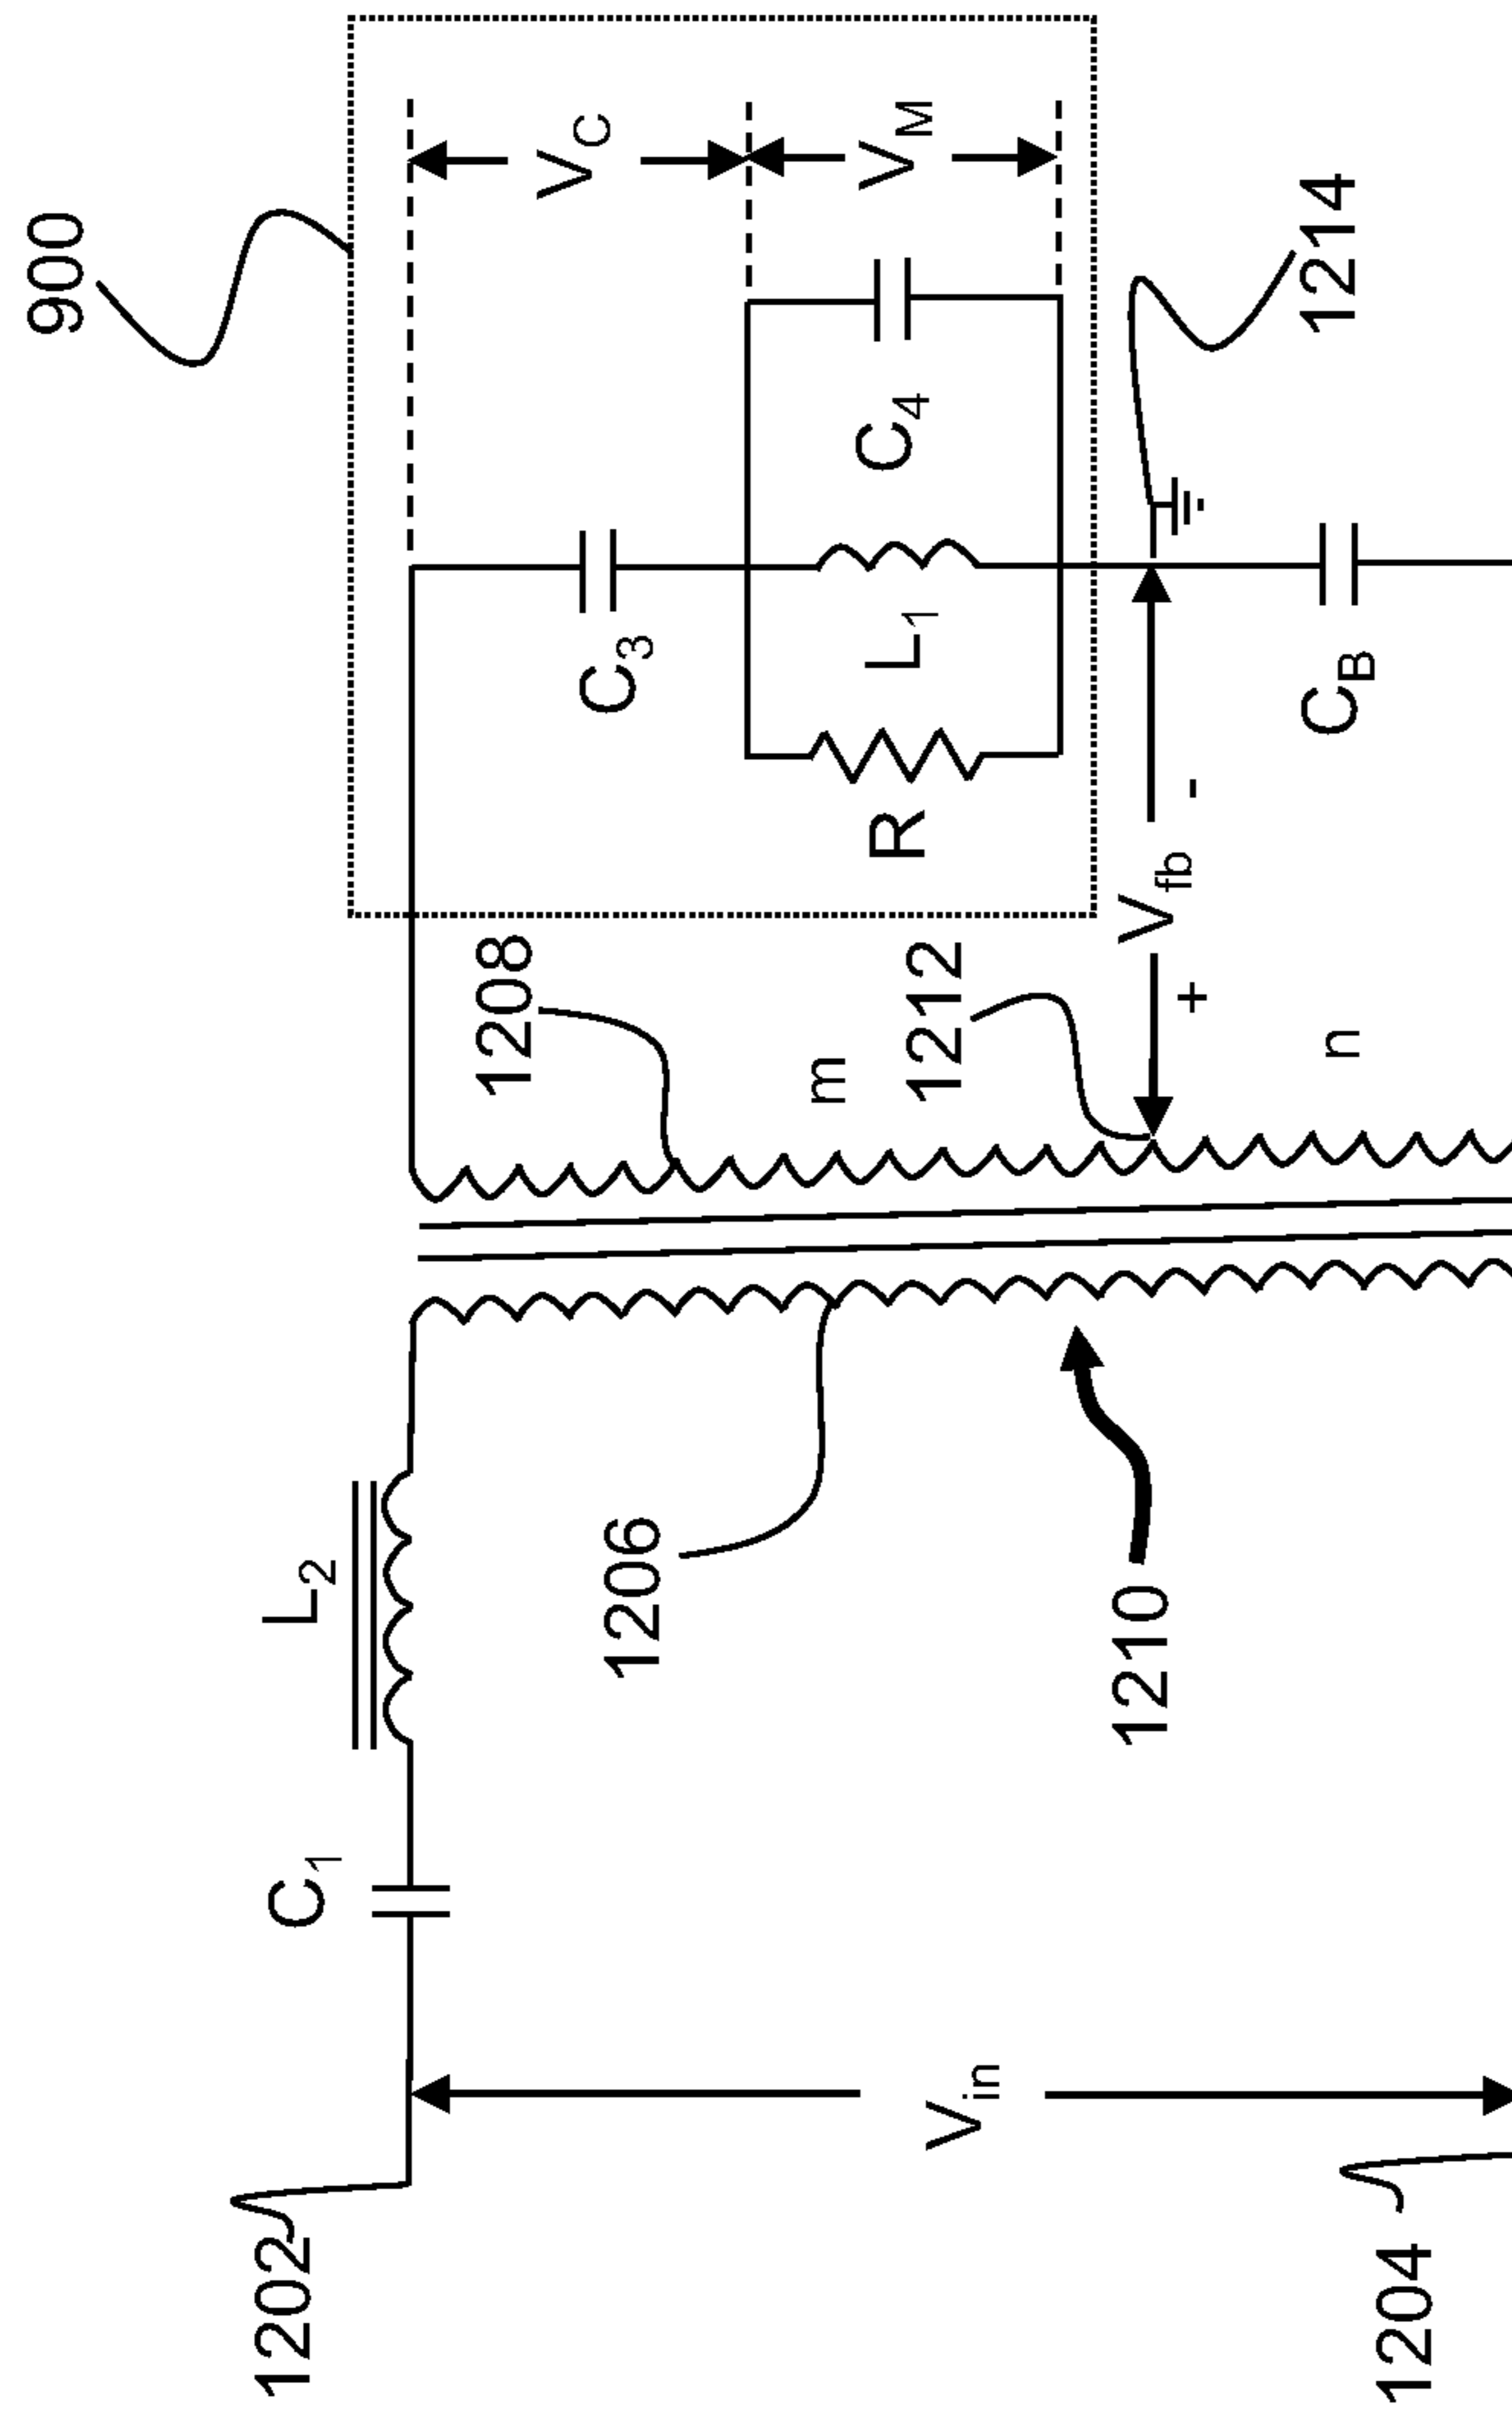 900
V_C
V_M
C_3
C_4
L_1
R
1214
C_B
-
V_fb
+
1208
m
1212
n
L_2
1206
1210
C_1
V_in
1202
1204